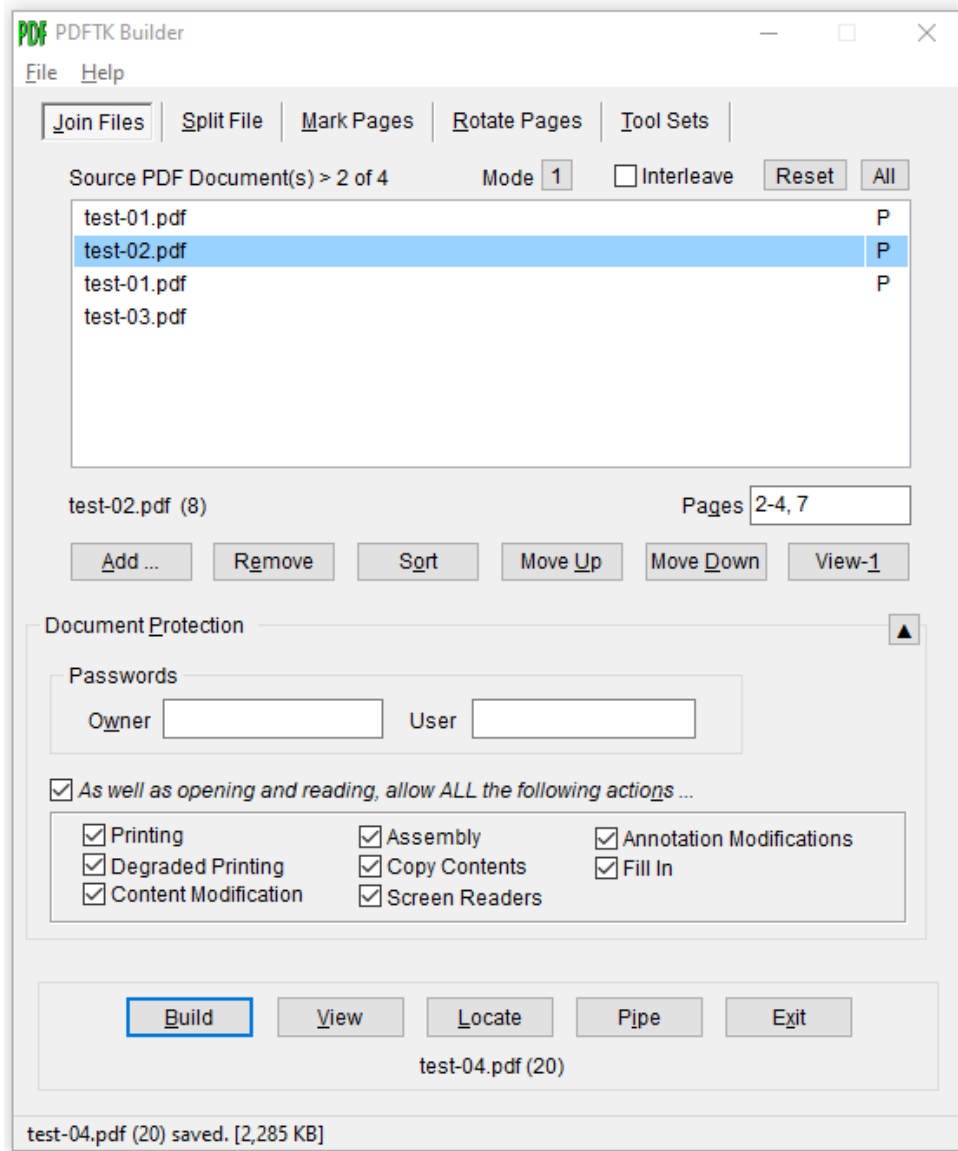 PDF PDFTK Builder
File Help
Join Files Split File Mark Pages Rotate Pages Tool Sets
Source PDF Document(s) > 2 of 4 Mode 1 Interleave Reset All
test-01.pdf P
test-02.pdf P
test-01.pdf P
test-03.pdf
test-02.pdf (8) Pages 2-4, 7
Add ... Remove Sort Move Up Move Down View-1
Document Protection ▲
Passwords
Owner User
As well as opening and reading, allow ALL the following actions ...
Printing Assembly Annotation Modifications
Degraded Printing Copy Contents Fill In
Content Modification Screen Readers
Build View Locate Pipe Exit
test-04.pdf (20)
test-04.pdf (20) saved. [2,285 KB]